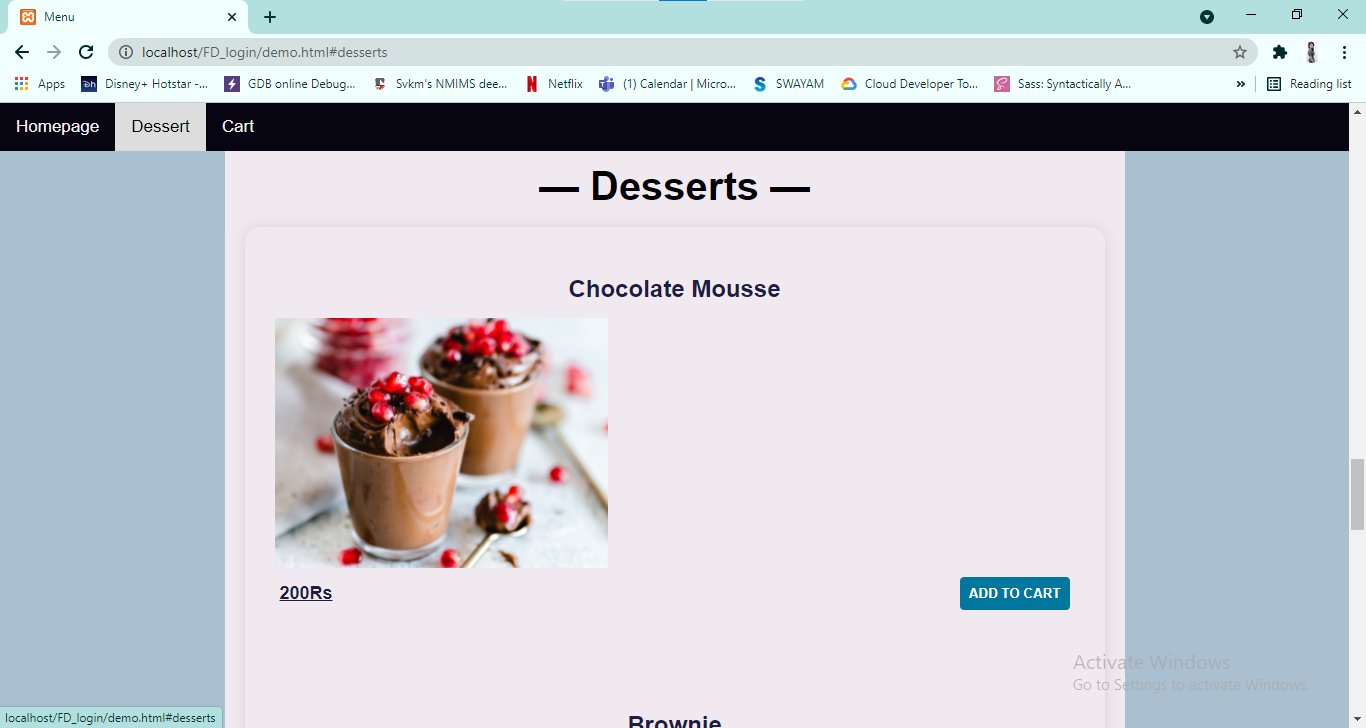 Menu
localhost/FD_login/demo.html#desserts
Apps
Disney+ Hotstar -...
GDB online Debug...
Svkm's NMIMS dee...
Netflix
(1) Calendar | Micro...
SWAYAM
Cloud Developer To...
Sass: Syntactically A...
»
Reading list
Homepage
Dessert
Cart
— Desserts —
Chocolate Mousse
200Rs
ADD TO CART
Activate Windows
Go to Settings to activate Windows.
Brownie
localhost/FD_login/demo.html#desserts